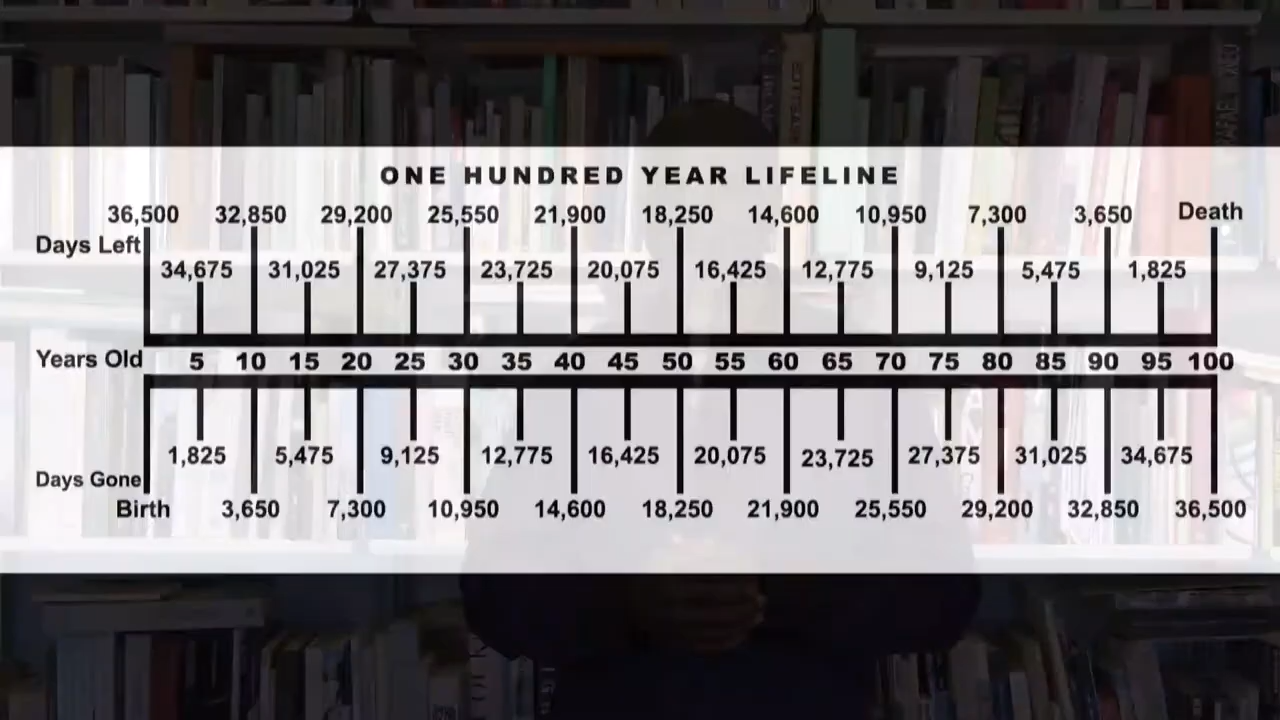 ONE HUNDRED YEAR LIFELINE
36,500 32,850 29,200 25,550 21,900 18,250 14,600 10,950 7,300 3,650 Death
Days Left
34,675 31,025 27,375 23,725 20,075 16,425 12,775 9,125 5,475 1,825
Years Old 5 10 15 20 25 30 35 40 45 50 55 60 65 70 75 80 85 90 95 100
1,825 5,475 9,125 12,775 16,425 20,075 23,725 27,375 31,025 34,675
Days Gone
Birth 3,650 7,300 10,950 14,600 18,250 21,900 25,550 29,200 32,850 36,500